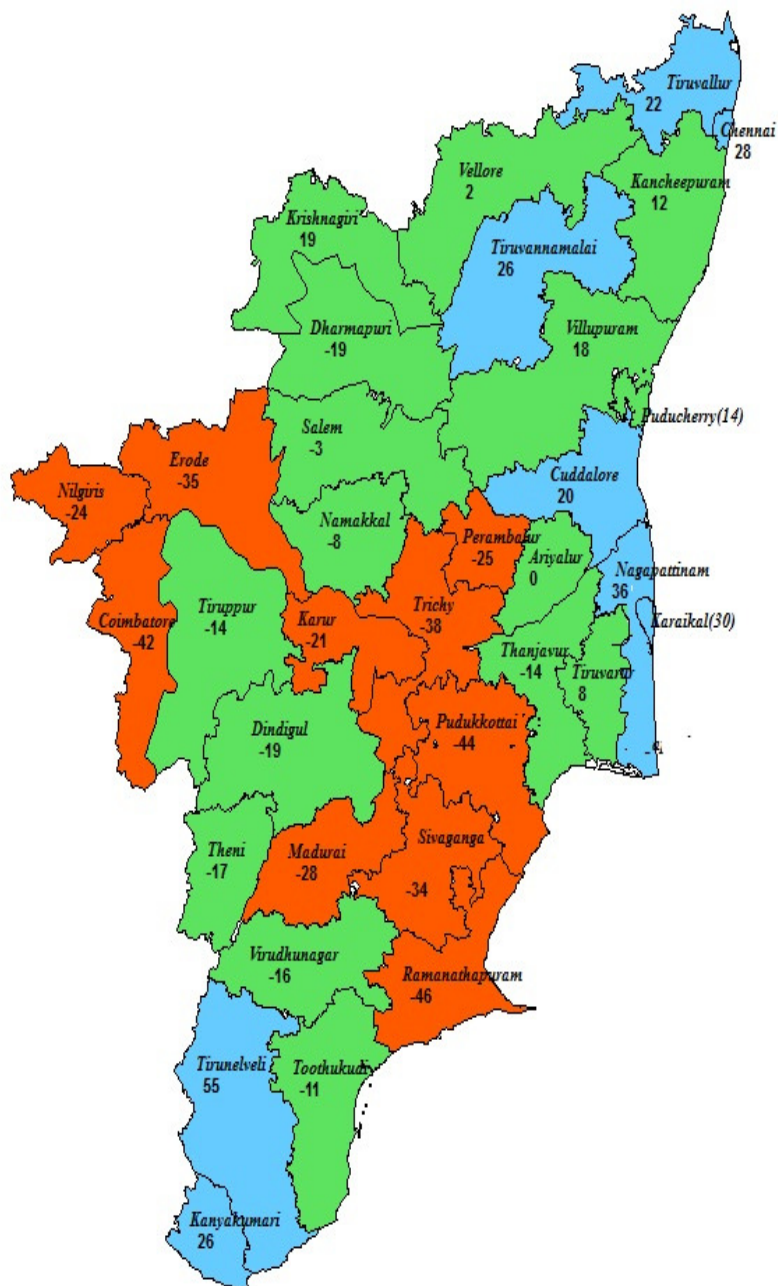 Tiruvallur
22
Chennai
28
Vellore
2
Kancheepuram
12
Krishnagiri
19
Tiruvannamalai
26
Dharmapuri
-19
Villupuram
18
Puducherry(14)
Salem
-3
Erode
-35
Cuddalore
20
Nilgiris
-24
Namakkal
-8
Perambalur
-25
Ariyalur
0
Nagapattinam
36
Tiruppur
-14
Coimbatore
-42
Karur
-21
Trichy
-38
Karaikal(30)
Thanjavur
-14
Tiruvarur
8
Dindigul
-19
Pudukkottai
-44
Theni
-17
Madurai
-28
Sivaganga
-34
Virudhunagar
-16
Ramanathapuram
-46
Tirunelveli
55
Toothukudi
-11
Kanyakumari
26